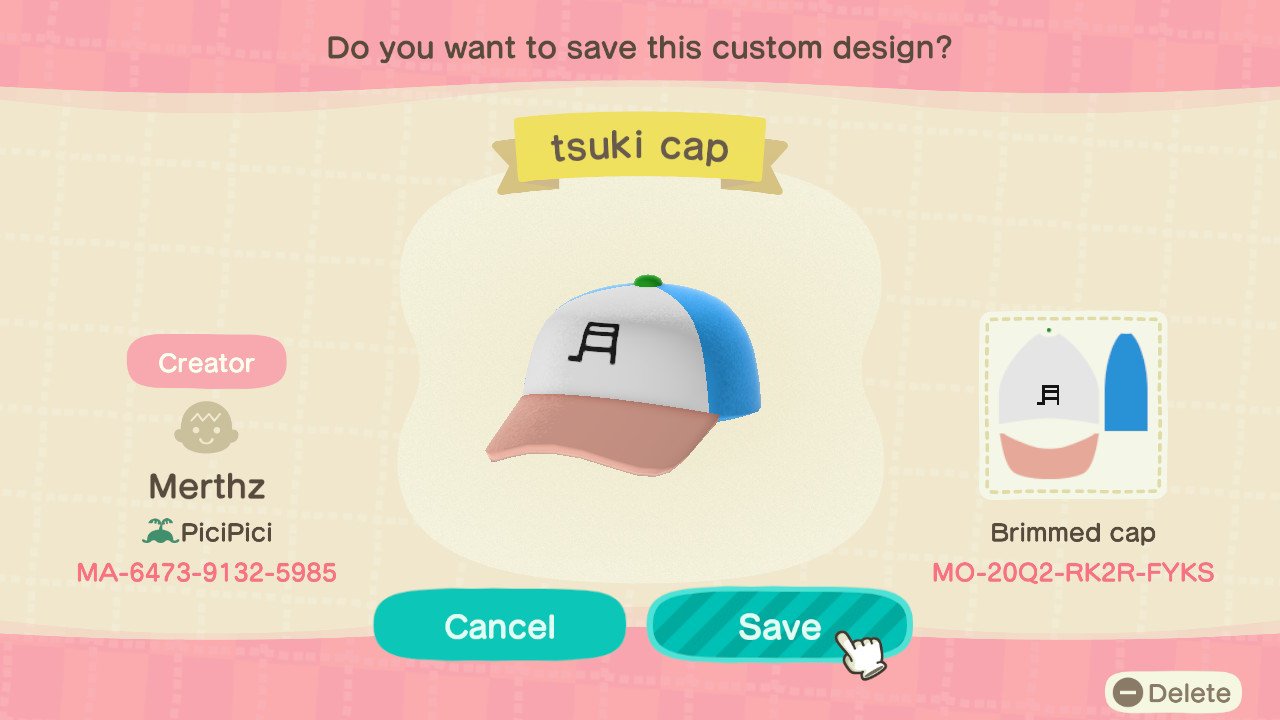 Do you want to save this custom design?
tsuki cap
月
Creator
Merthz
PiciPici
MA-6473-9132-5985
Brimmed cap
MO-20Q2-RK2R-FYKS
Cancel
Save
Delete